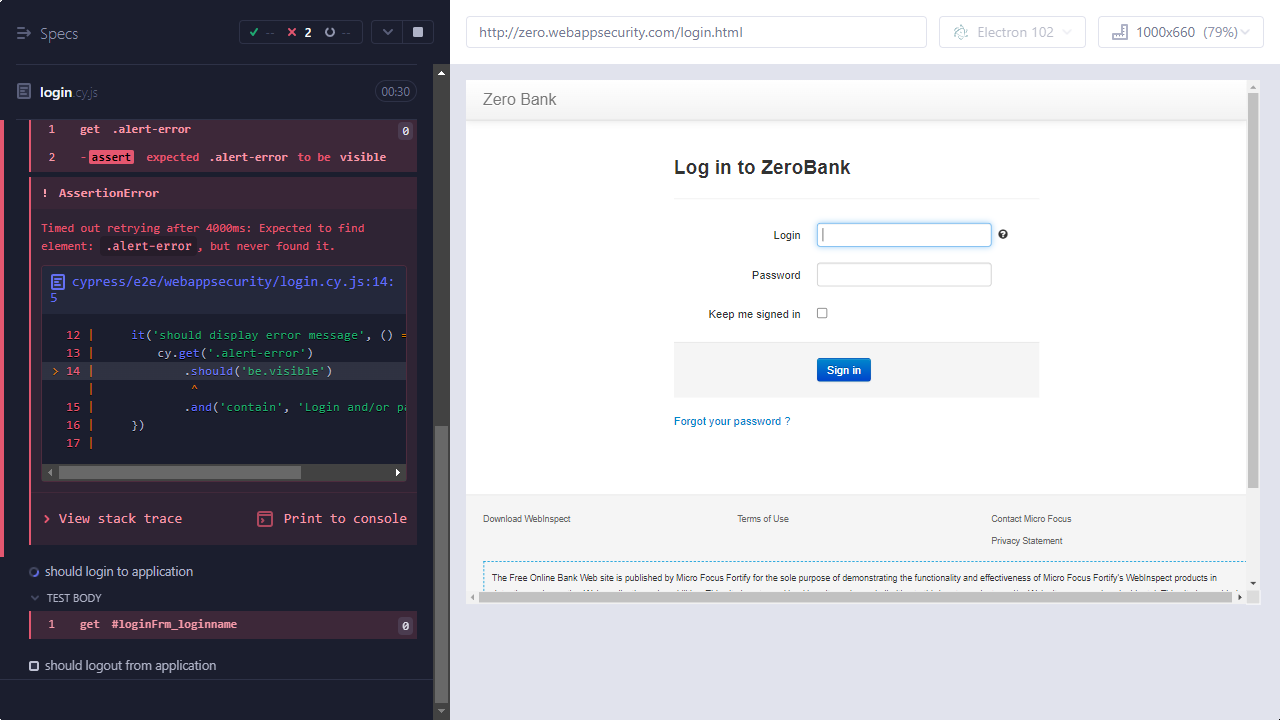 Specs
-- 2 --
login.cy.js 00:30
1 get .alert-error 0
2 -assert expected .alert-error to be visible
! AssertionError
Timed out retrying after 4000ms: Expected to find
element: .alert-error, but never found it.
cypress/e2e/webappsecurity/login.cy.js:14:
5
12 | it('should display error message', () =
13 | cy.get('.alert-error')
> 14 | .should('be.visible')
| ^
15 | .and('contain', 'Login and/or pa
16 | })
17 |
> View stack trace
Print to console
should login to application
TEST BODY
1 get #loginFrm_loginname 0
should logout from application
http://zero.webappsecurity.com/login.html
Electron 102
1000x660 (79%)
Zero Bank
Log in to ZeroBank
Login
Password
Keep me signed in
Sign in
Forgot your password ?
Download WebInspect
Terms of Use
Contact Micro Focus
Privacy Statement
The Free Online Bank Web site is published by Micro Focus Fortify for the sole purpose of demonstrating the functionality and effectiveness of Micro Focus Fortify's WebInspect products in